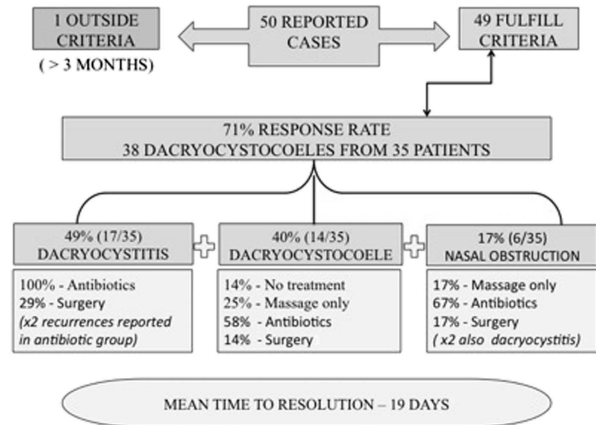 1 OUTSIDE
CRITERIA
( > 3 MONTHS)
50 REPORTED
CASES
49 FULFILL
CRITERIA
71% RESPONSE RATE
38 DACRYOCYSTOCOELES FROM 35 PATIENTS
49% (17/35)
DACRYOCYSTITIS
100% - Antibiotics
29% - Surgery
(x2 recurrences reported
in antibiotic group)
40% (14/35)
DACRYOCYSTOCOELE
14% - No treatment
25% - Massage only
58% - Antibiotics
14% - Surgery
17% (6/35)
NASAL OBSTRUCTION
17% - Massage only
67% - Antibiotics
17% - Surgery
( x2 also dacryocystitis)
MEAN TIME TO RESOLUTION – 19 DAYS